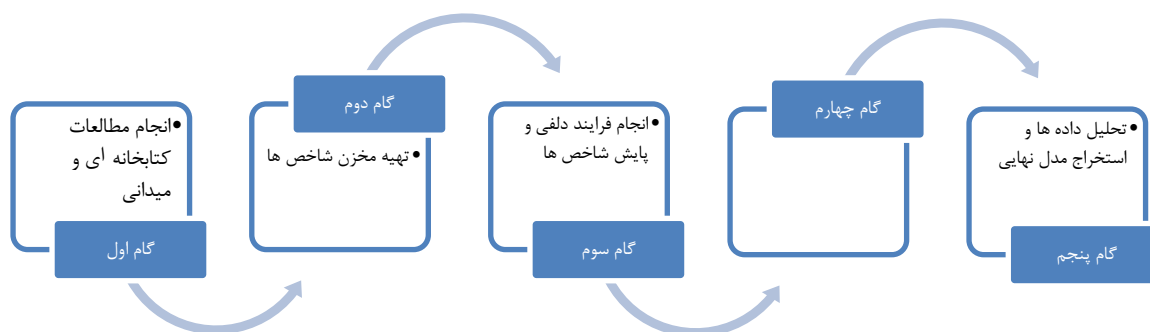 • انجام مطالعات
کتابخانه ای و
میدانی
گام اول
گام دوم
• تهیه مخزن شاخص ها
• انجام فرایند دلفی و
پایش شاخص ها
گام سوم
گام چهارم
• تحلیل داده ها و
استخراج مدل نهایی
گام پنجم